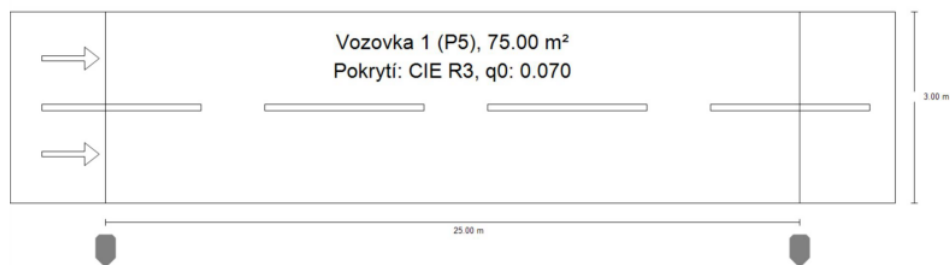 Vozovka 1 (P5), 75.00 m²
Pokrytí: CIE R3, q0: 0.070
3.00 m
25.00 m